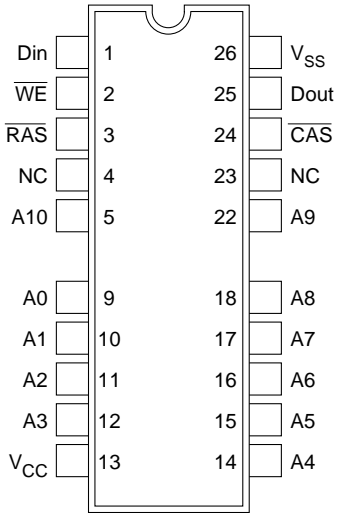 Din 1 26 VSS
WE 2 25 Dout
RAS 3 24 CAS
NC 4 23 NC
A10 5 22 A9
A0 9 18 A8
A1 10 17 A7
A2 11 16 A6
A3 12 15 A5
VCC 13 14 A4